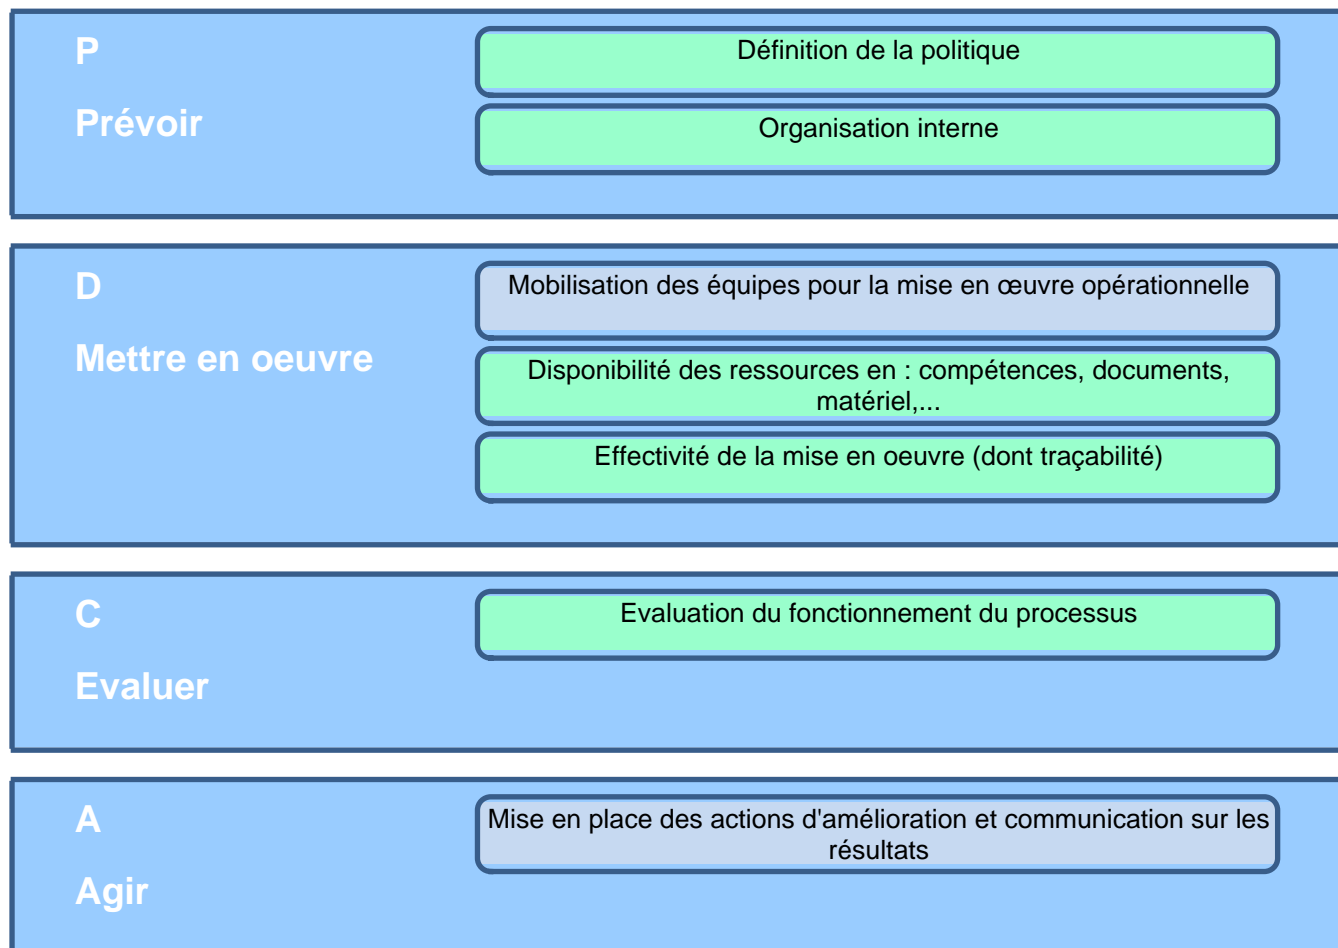 P
Prévoir
Définition de la politique
Organisation interne
D
Mettre en oeuvre
Mobilisation des équipes pour la mise en œuvre opérationnelle
Disponibilité des ressources en : compétences, documents,
matériel,...
Effectivité de la mise en oeuvre (dont traçabilité)
C
Evaluer
Evaluation du fonctionnement du processus
A
Agir
Mise en place des actions d'amélioration et communication sur les
résultats